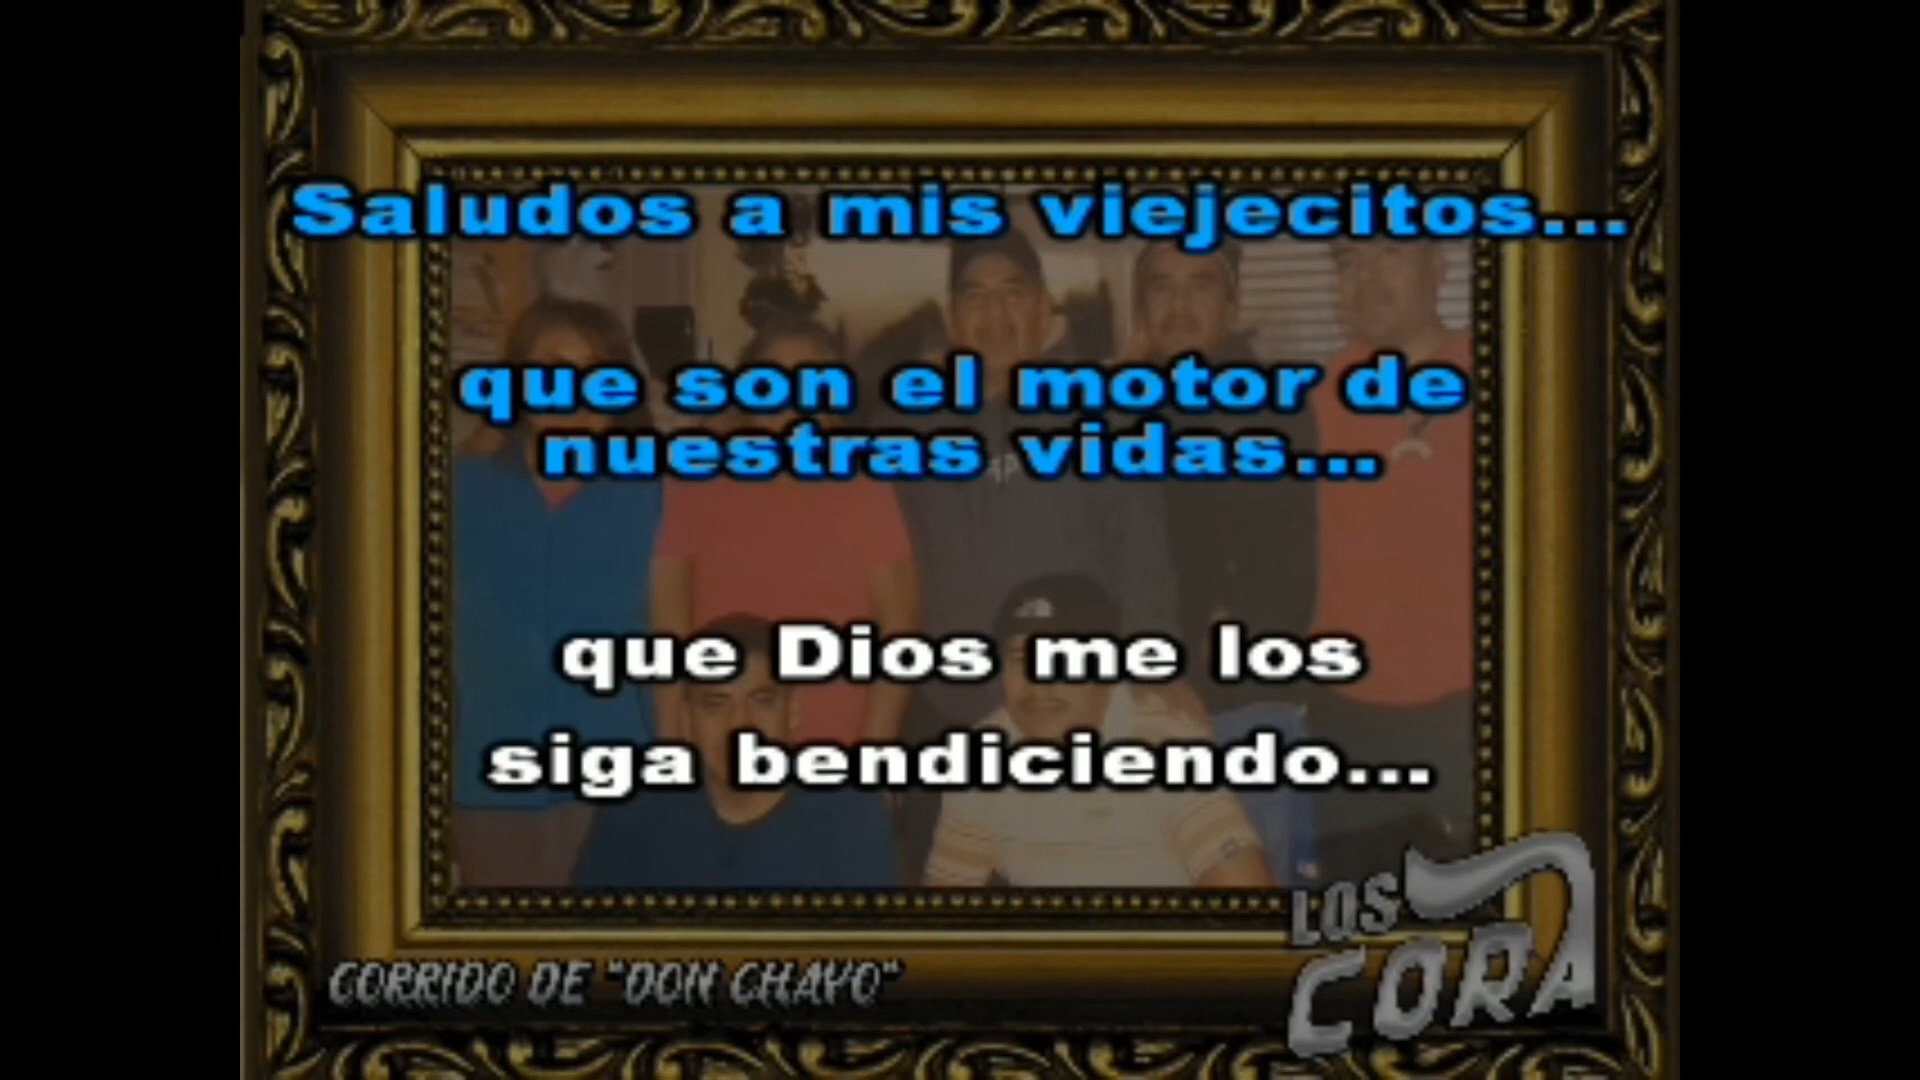 Saludos a mis viejecitos...
que son el motor de
nuestras vidas...
que Dios me los
siga bendiciendo...
CORRIDO DE "DON CHAYO"
LOS
CORA